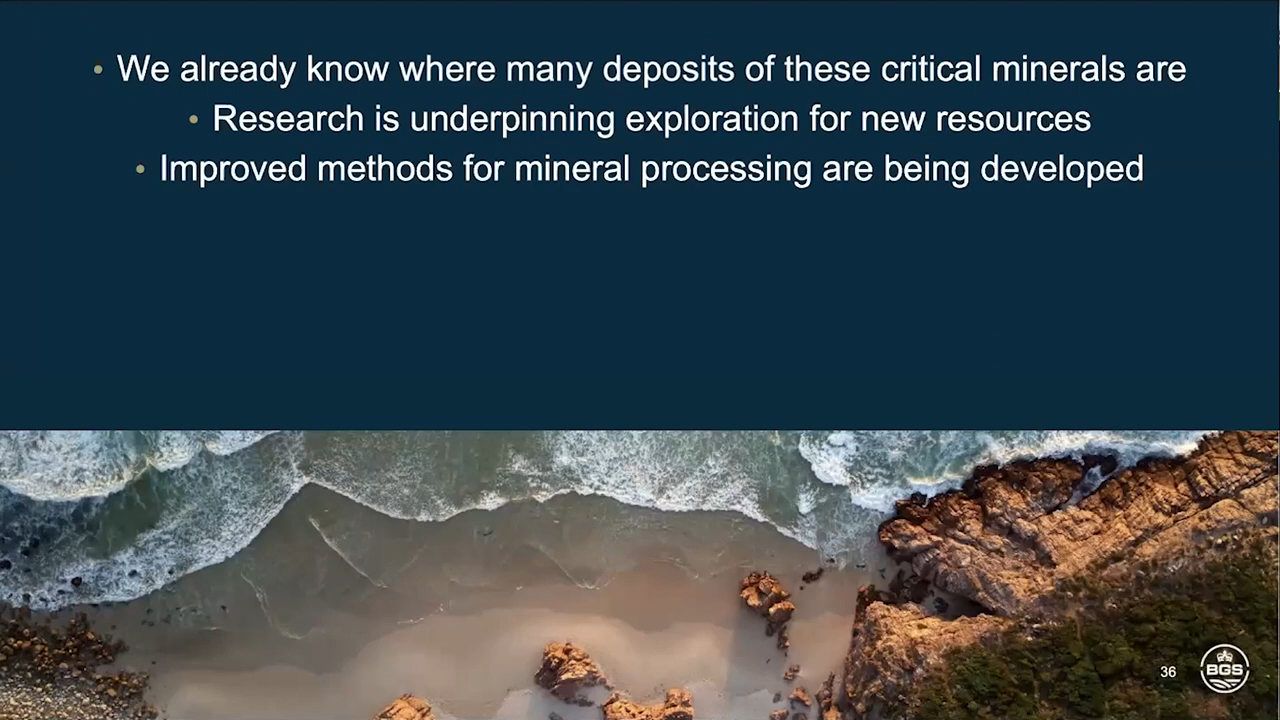 • We already know where many deposits of these critical minerals are
• Research is underpinning exploration for new resources
• Improved methods for mineral processing are being developed
36
BGS